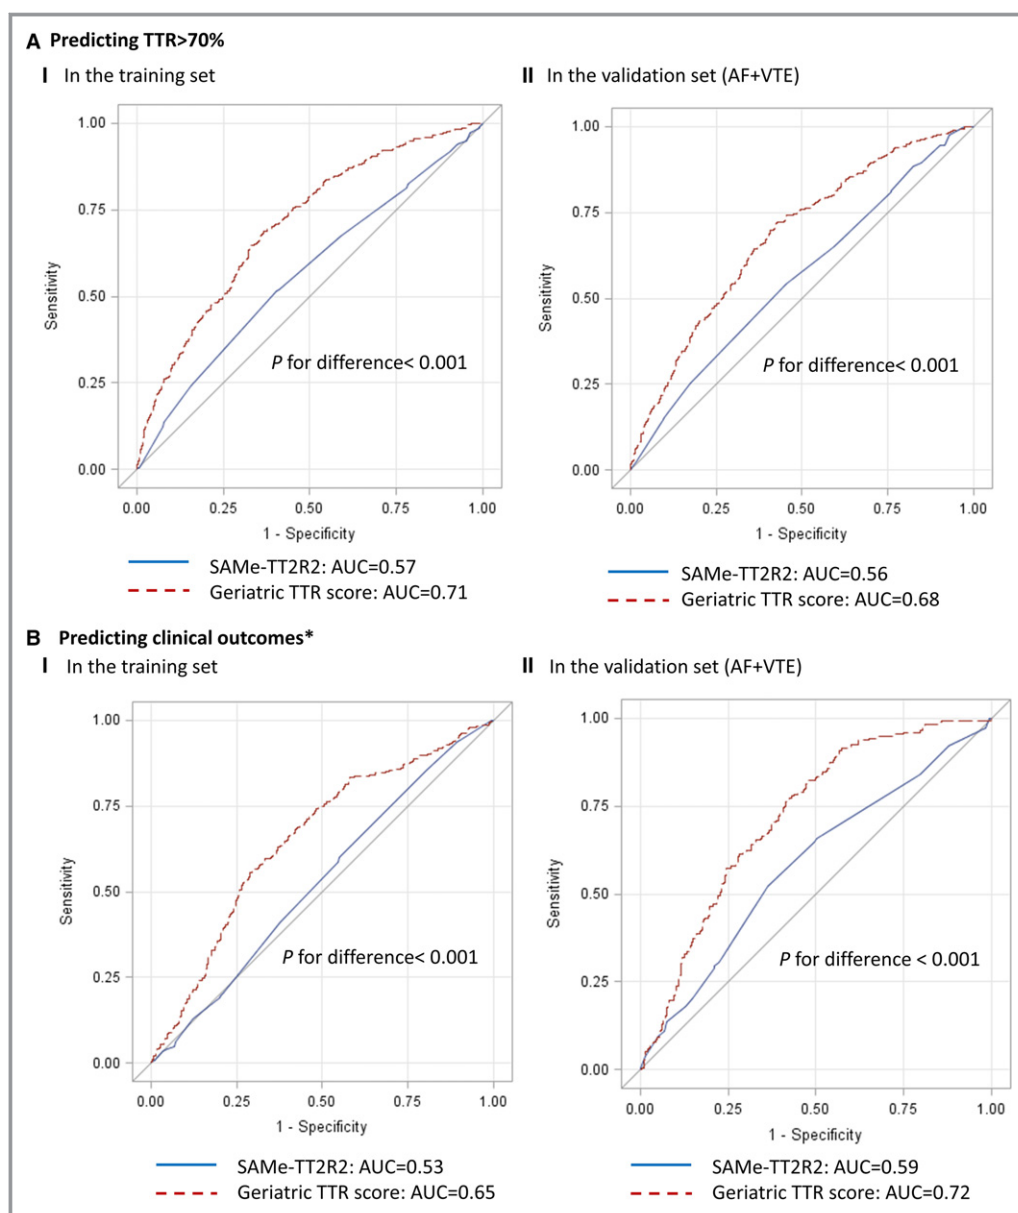 A Predicting TTR>70%
I In the training set
II In the validation set (AF+VTE)
1.00
0.75
0.50
0.25
0.00
Sensitivity
P for difference< 0.001
0.00 0.25 0.50 0.75 1.00
1 - Specificity
SAMe-TT2R2: AUC=0.57
Geriatric TTR score: AUC=0.71
1.00
0.75
0.50
0.25
0.00
Sensitivity
P for difference< 0.001
0.00 0.25 0.50 0.75 1.00
1 - Specificity
SAMe-TT2R2: AUC=0.56
Geriatric TTR score: AUC=0.68
B Predicting clinical outcomes*
I In the training set
II In the validation set (AF+VTE)
1.00
0.75
0.50
0.25
0.00
Sensitivity
P for difference< 0.001
0.00 0.25 0.50 0.75 1.00
1 - Specificity
SAMe-TT2R2: AUC=0.53
Geriatric TTR score: AUC=0.65
1.00
0.75
0.50
0.25
0.00
Sensitivity
P for difference < 0.001
0.00 0.25 0.50 0.75 1.00
1 - Specificity
SAMe-TT2R2: AUC=0.59
Geriatric TTR score: AUC=0.72